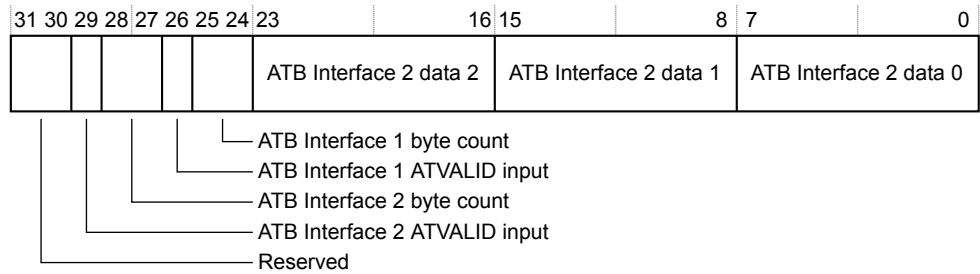 31 30 29 28 27 26 25 24 23 16 15 8 7 0
ATB Interface 2 data 2 ATB Interface 2 data 1 ATB Interface 2 data 0
ATB Interface 1 byte count
ATB Interface 1 ATVALID input
ATB Interface 2 byte count
ATB Interface 2 ATVALID input
Reserved